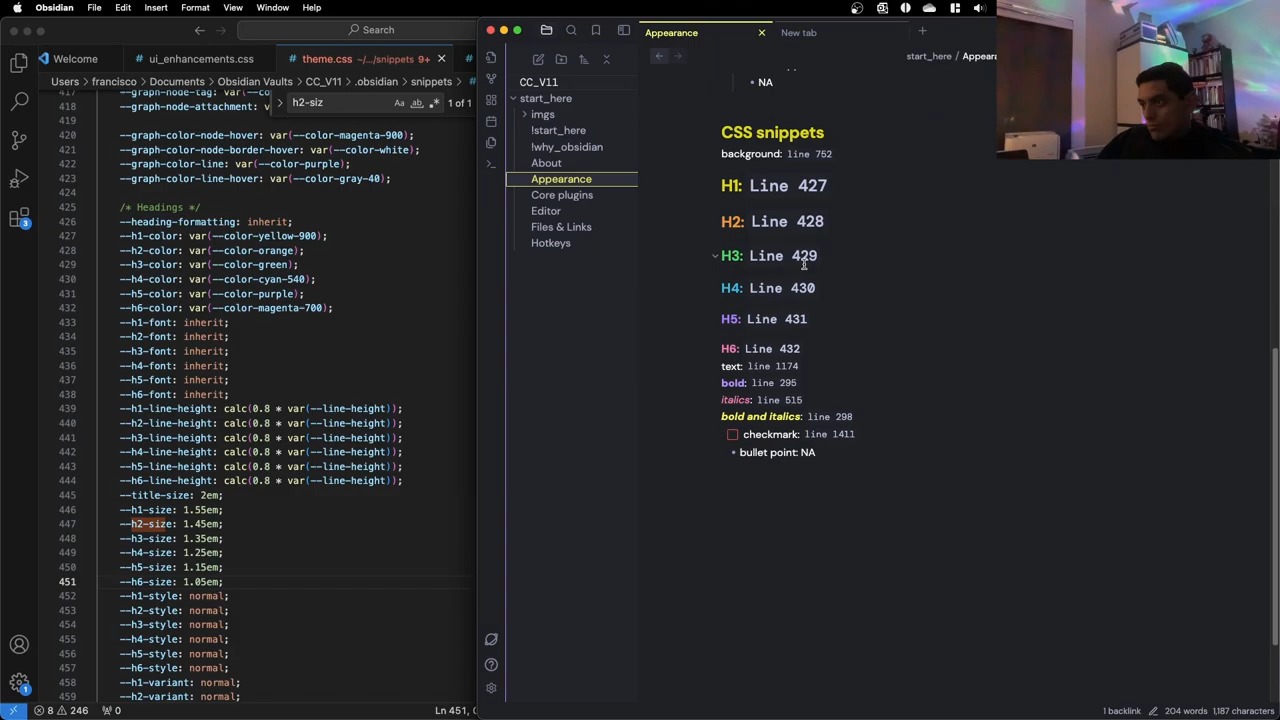 Obsidian File Edit Insert Format View Window Help
Search
Welcome ui_enhancements.css theme.css ~/.../snippets 9+
Users francisco Documents Obsidian Vaults CC_V11 .obsidian snippets
h2-siz Aa ab 1 of 1
417
418 --graph-node-attachment:
419
420 --graph-color-node-hover: var(--color-magenta-900);
421 --graph-color-node-border-hover: var(--color-white);
422 --graph-color-line: var(--color-purple);
423 --graph-color-line-hover: var(--color-gray-40);
424
425 /* Headings */
426 --heading-formatting: inherit;
427 --h1-color: var(--color-yellow-900);
428 --h2-color: var(--color-orange);
429 --h3-color: var(--color-green);
430 --h4-color: var(--color-cyan-540);
431 --h5-color: var(--color-purple);
432 --h6-color: var(--color-magenta-700);
433 --h1-font: inherit;
434 --h2-font: inherit;
435 --h3-font: inherit;
436 --h4-font: inherit;
437 --h5-font: inherit;
438 --h6-font: inherit;
439 --h1-line-height: calc(0.8 * var(--line-height));
440 --h2-line-height: calc(0.8 * var(--line-height));
441 --h3-line-height: calc(0.8 * var(--line-height));
442 --h4-line-height: calc(0.8 * var(--line-height));
443 --h5-line-height: calc(0.8 * var(--line-height));
444 --h6-line-height: calc(0.8 * var(--line-height));
445 --title-size: 2em;
446 --h1-size: 1.55em;
447 --h2-size: 1.45em;
448 --h3-size: 1.35em;
449 --h4-size: 1.25em;
450 --h5-size: 1.15em;
451 --h6-size: 1.05em;
452 --h1-style: normal;
453 --h2-style: normal;
454 --h3-style: normal;
455 --h4-style: normal;
456 --h5-style: normal;
457 --h6-style: normal;
458 --h1-variant: normal;
459 --h2-variant: normal;
3
1
8 246 0 Ln 451,
CC_V11
start_here
imgs
!start_here
!why_obsidian
About
Appearance
Core plugins
Editor
Files & Links
Hotkeys
Appearance New tab
start_here / Appeara
NA
CSS snippets
background: line 752
H1: Line 427
H2: Line 428
H3: Line 429
H4: Line 430
H5: Line 431
H6: Line 432
text: line 1174
bold: line 295
italics: line 515
bold and italics: line 298
checkmark: line 1411
bullet point: NA
1 backlink 204 words 1,187 characters